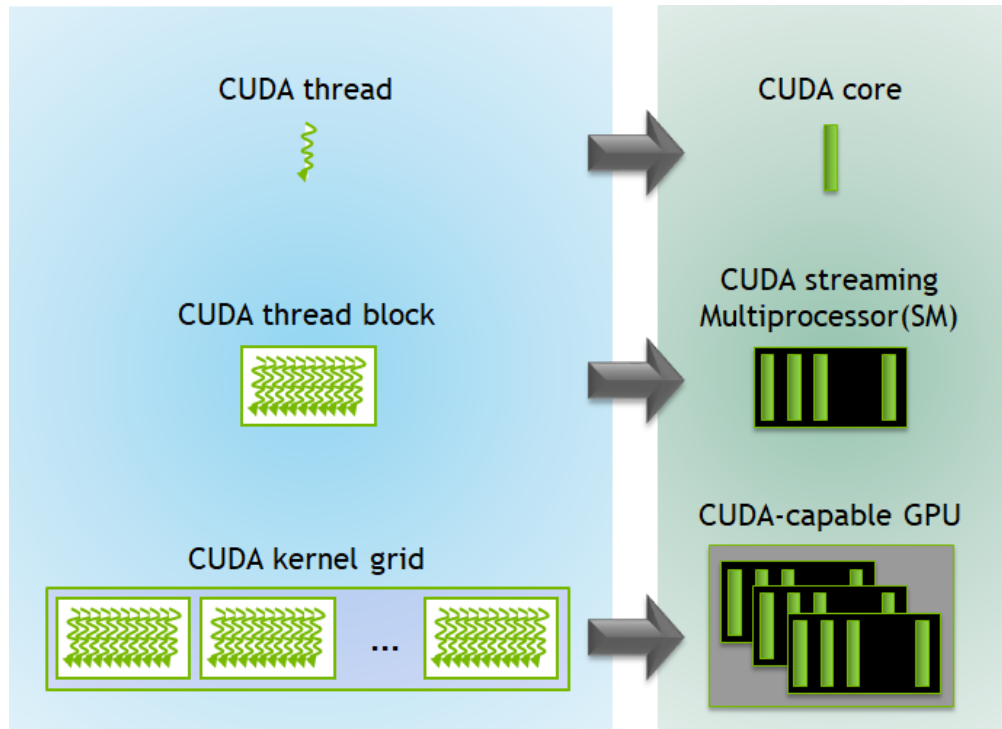 CUDA thread
CUDA core
CUDA thread block
CUDA streaming
Multiprocessor(SM)
CUDA kernel grid
...
CUDA-capable GPU